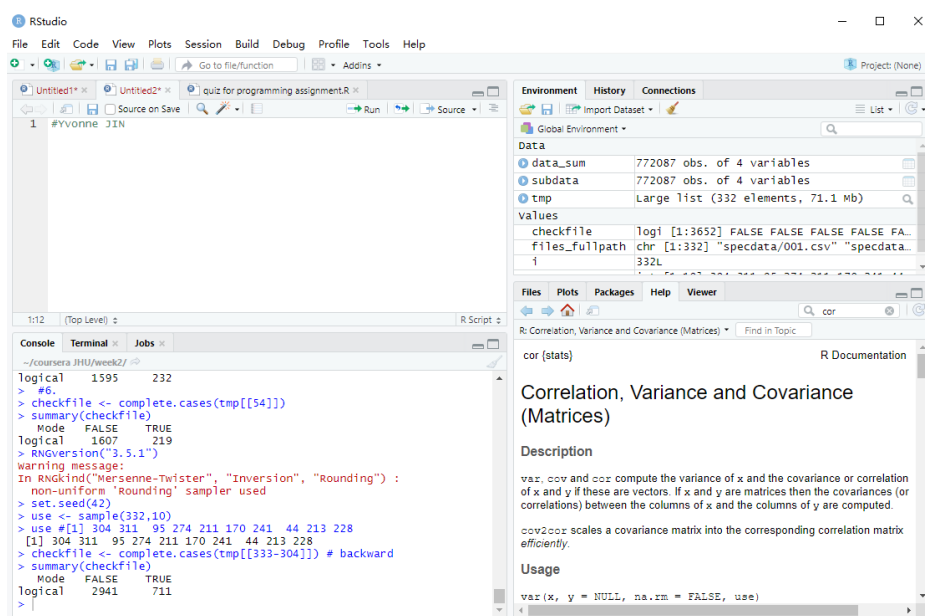 RStudio
File Edit Code View Plots Session Build Debug Profile Tools Help
Go to file/function Addins Project: (None)
Untitled1* Untitled2* quiz for programming assignment.R
Source on Save Run Source
1 #Yvonne JIN
1:12 (Top Level) R Script
Console Terminal Jobs
~/coursera JHU/week2/
logical 1595 232
> #6.
> checkfile <- complete.cases(tmp[[54]])
> summary(checkfile)
Mode FALSE TRUE
logical 1607 219
> RNGversion("3.5.1")
Warning message:
In RNGkind("Mersenne-Twister", "Inversion", "Rounding") :
non-uniform 'Rounding' sampler used
> set.seed(42)
> use <- sample(332,10)
> use #[1] 304 311 95 274 211 170 241 44 213 228
[1] 304 311 95 274 211 170 241 44 213 228
> checkfile <- complete.cases(tmp[[333-304]]) # backward
> summary(checkfile)
Mode FALSE TRUE
logical 2941 711
>
Environment History Connections
Import Dataset List
Global Environment
Data
data_sum 772087 obs. of 4 variables
subdata 772087 obs. of 4 variables
tmp Large list (332 elements, 71.1 Mb)
Values
checkfile logi [1:3652] FALSE FALSE FALSE FALSE FA…
files_fullpath chr [1:332] "specdata/001.csv" "specdata…
i 332L
Files Plots Packages Help Viewer
cor
R: Correlation, Variance and Covariance (Matrices) Find in Topic
cor {stats} R Documentation
Correlation, Variance and Covariance
(Matrices)
Description
var, cov and cor compute the variance of x and the covariance or correlation
of x and y if these are vectors. If x and y are matrices then the covariances (or
correlations) between the columns of x and the columns of y are computed.
cov2cor scales a covariance matrix into the corresponding correlation matrix
efficiently.
Usage
var(x, y = NULL, na.rm = FALSE, use)